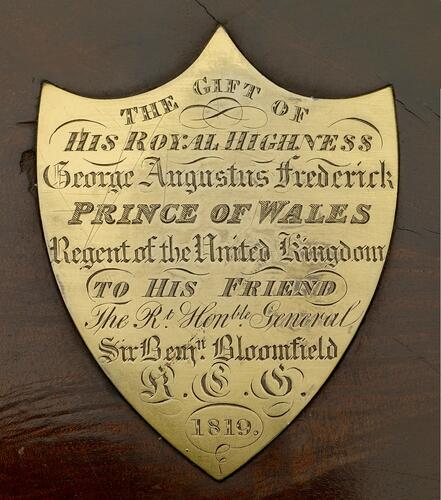 THE GIFT OF
HIS ROYAL HIGHNESS
George Augustus Frederick
PRINCE OF WALES
Regent of the United Kingdom
TO HIS FRIEND
The Rt. Honble General
Sir Benjn. Bloomfield
K. C. G.
1819.